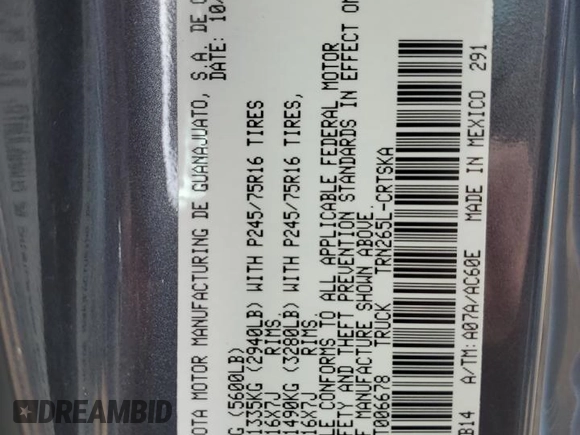 OTA MOTOR MANUFACTURING DE GUANAJUATO, S.A. DE C
DATE: 10/
G (5600LB)
1335KG (2940LB) WITH P245/75R16 TIRES
16X7J RIMS
1490KG (3280LB) WITH P245/75R16 TIRES,
16X7J RIMS.
LE CONFORMS TO ALL APPLICABLE FEDERAL MOTOR
FETY AND THEFT PREVENTION STANDARDS IN EFFECT ON
F MANUFACTURE SHOWN ABOVE.
T006678 TRUCK TRN265L-CRTSKA
B14 A/TM:A07A/AC60E MADE IN MEXICO 291
DREAMBID